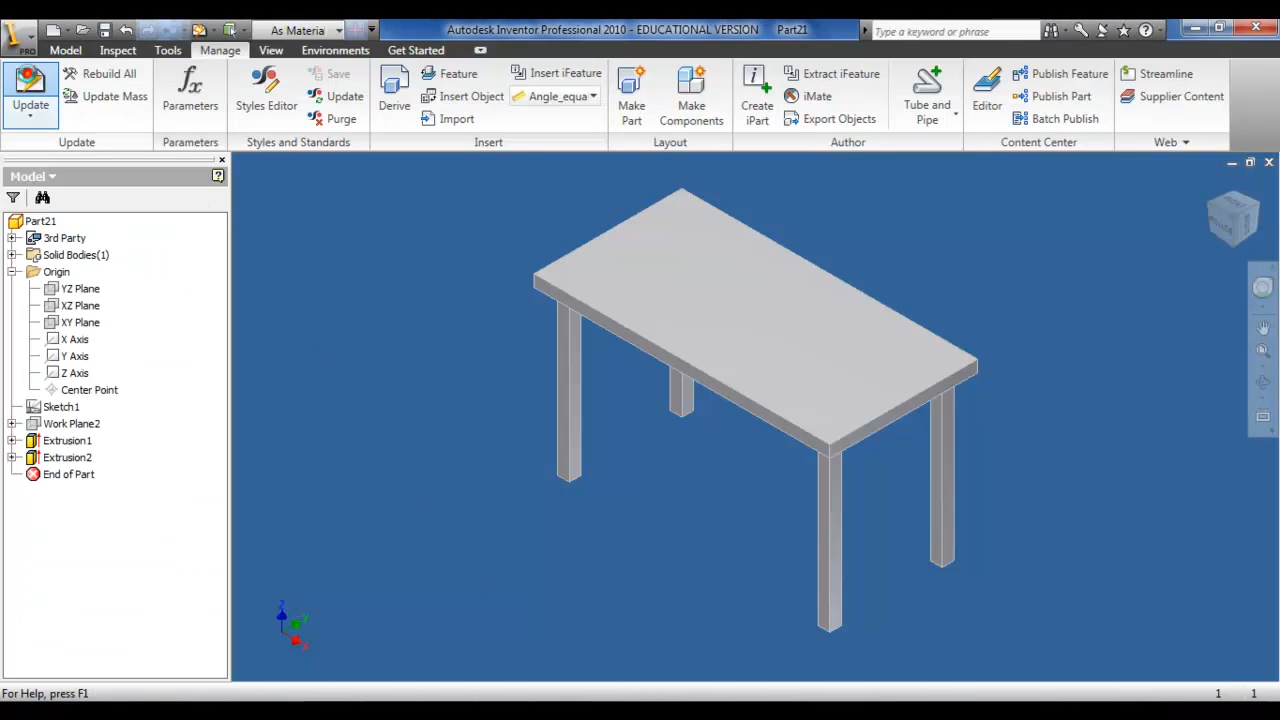 As Materia
Autodesk Inventor Professional 2010 - EDUCATIONAL VERSION Part21
Type a keyword or phrase
PRO
Model Inspect Tools Manage View Environments Get Started
Update
Rebuild All
Update Mass
Update
Parameters
Parameters
Styles Editor
Save
Update
Purge
Styles and Standards
Derive
Feature
Insert Object
Import
Insert iFeature
Angle_equa
Insert
Make
Part
Make
Components
Layout
Create
iPart
Extract iFeature
iMate
Export Objects
Tube and
Pipe
Author
Editor
Publish Feature
Publish Part
Batch Publish
Content Center
Streamline
Supplier Content
Web
Model
Part21
3rd Party
Solid Bodies(1)
Origin
YZ Plane
XZ Plane
XY Plane
X Axis
Y Axis
Z Axis
Center Point
Sketch1
Work Plane2
Extrusion1
Extrusion2
End of Part
Z
Y
X
For Help, press F1
1 1